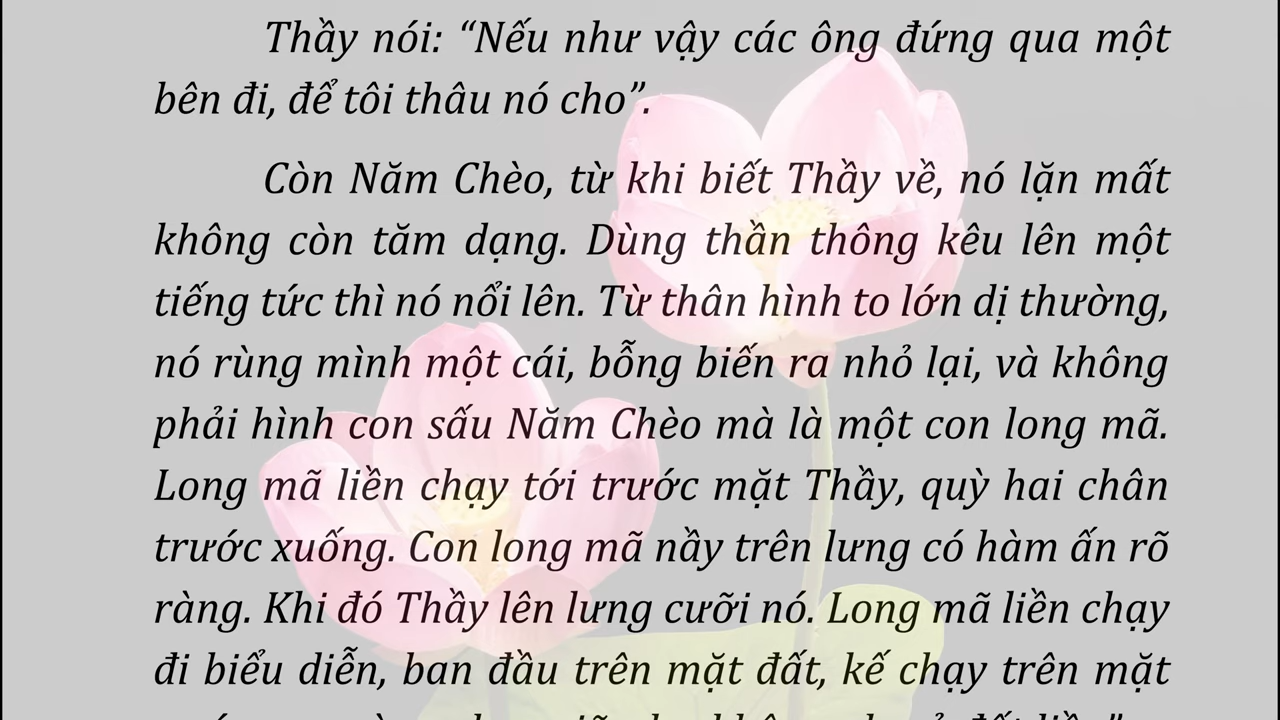 Thầy nói: “Nếu như vậy các ông đứng qua một
bên đi, để tôi thâu nó cho”.
Còn Năm Chèo, từ khi biết Thầy về, nó lặn mất
không còn tăm dạng. Dùng thần thông kêu lên một
tiếng tức thì nó nổi lên. Từ thân hình to lớn dị thường,
nó rùng mình một cái, bỗng biến ra nhỏ lại, và không
phải hình con sấu Năm Chèo mà là một con long mã.
Long mã liền chạy tới trước mặt Thầy, quỳ hai chân
trước xuống. Con long mã nầy trên lưng có hàm ấn rõ
ràng. Khi đó Thầy lên lưng cưỡi nó. Long mã liền chạy
đi biểu diễn, ban đầu trên mặt đất, kế chạy trên mặt